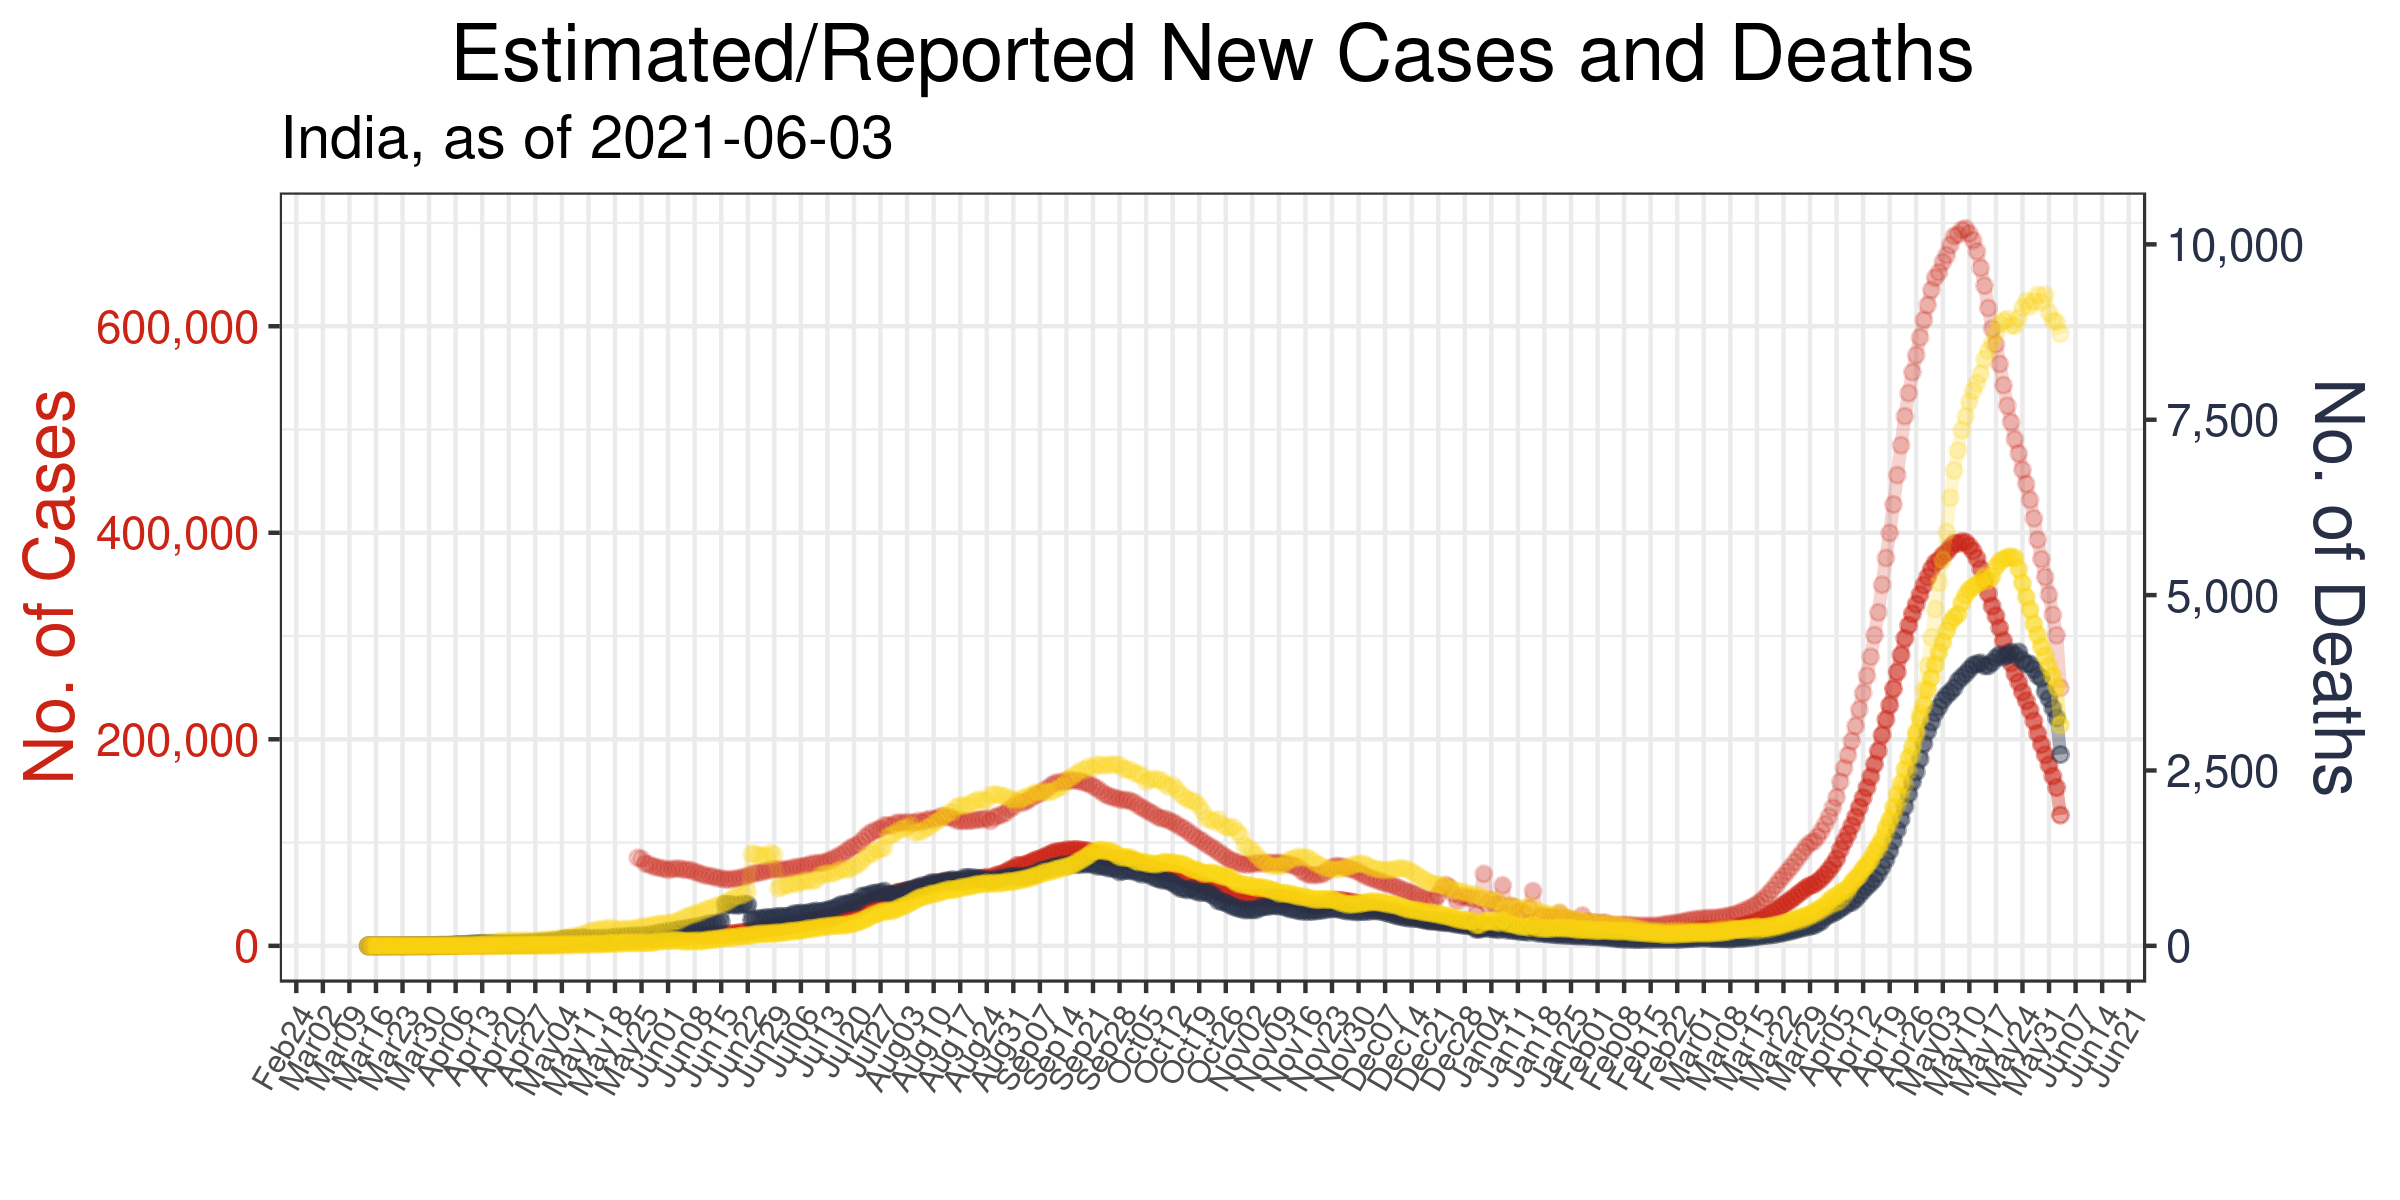 Estimated/Reported New Cases and Deaths
India, as of 2021-06-03
No. of Cases
600,000
400,000
200,000
0
10,000
7,500
5,000
2,500
0
No. of Deaths
Feb24
Mar02
Mar09
Mar16
Mar23
Mar30
Apr06
Apr13
Apr20
Apr27
May04
May11
May18
May25
Jun01
Jun08
Jun15
Jun22
Jun29
Jul06
Jul13
Jul20
Jul27
Aug03
Aug10
Aug17
Aug24
Aug31
Sep07
Sep14
Sep21
Sep28
Oct05
Oct12
Oct19
Oct26
Nov02
Nov09
Nov16
Nov23
Nov30
Dec07
Dec14
Dec21
Dec28
Jan04
Jan11
Jan18
Jan25
Feb01
Feb08
Feb15
Feb22
Mar01
Mar08
Mar15
Mar22
Mar29
Apr05
Apr12
Apr19
Apr26
May03
May10
May17
May24
May31
Jun07
Jun14
Jun21